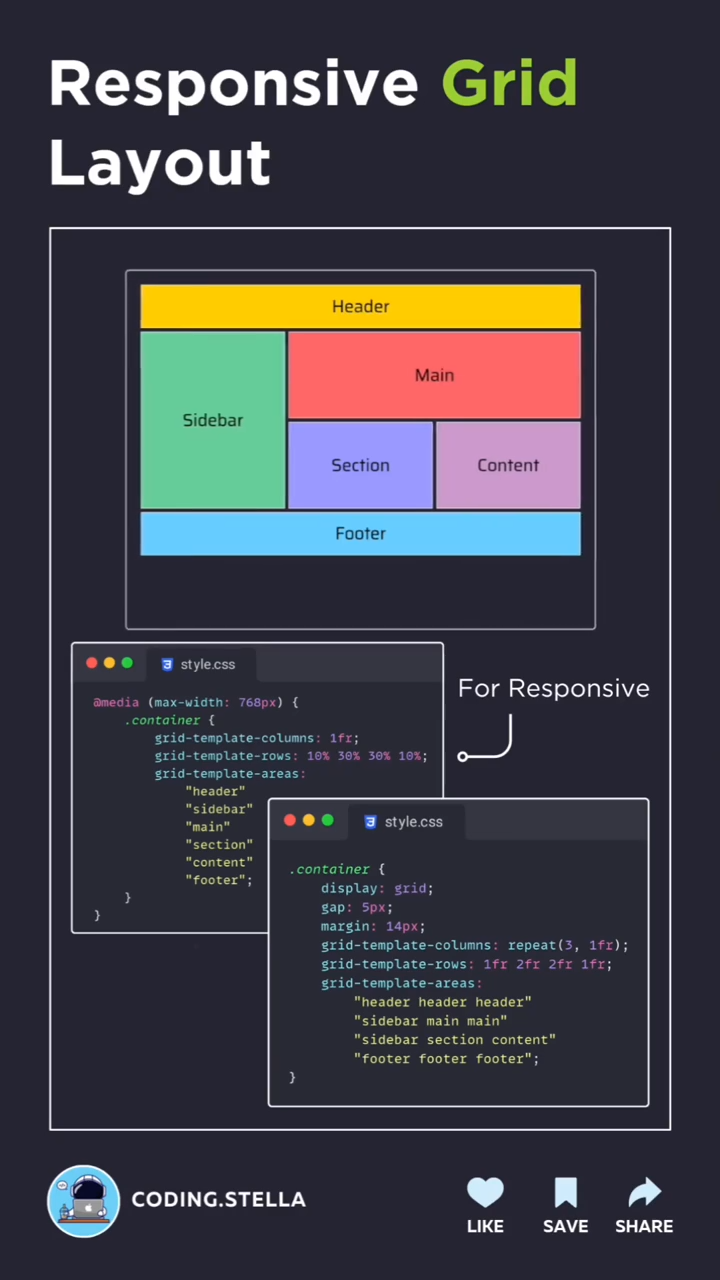 Responsive Grid
Layout
Header
Main
Sidebar
Section
Content
Footer
style.css
@media (max-width: 768px) {
    .container {
        grid-template-columns: 1fr;
        grid-template-rows: 10% 30% 30% 10%;
        grid-template-areas:
            "header"
            "sidebar"
            "main"
            "section"
            "content"
            "footer";
    }
}
For Responsive
style.css
.container {
    display: grid;
    gap: 5px;
    margin: 14px;
    grid-template-columns: repeat(3, 1fr);
    grid-template-rows: 1fr 2fr 2fr 1fr;
    grid-template-areas:
        "header header header"
        "sidebar main main"
        "sidebar section content"
        "footer footer footer";
}
CODING.STELLA
LIKE
SAVE
SHARE